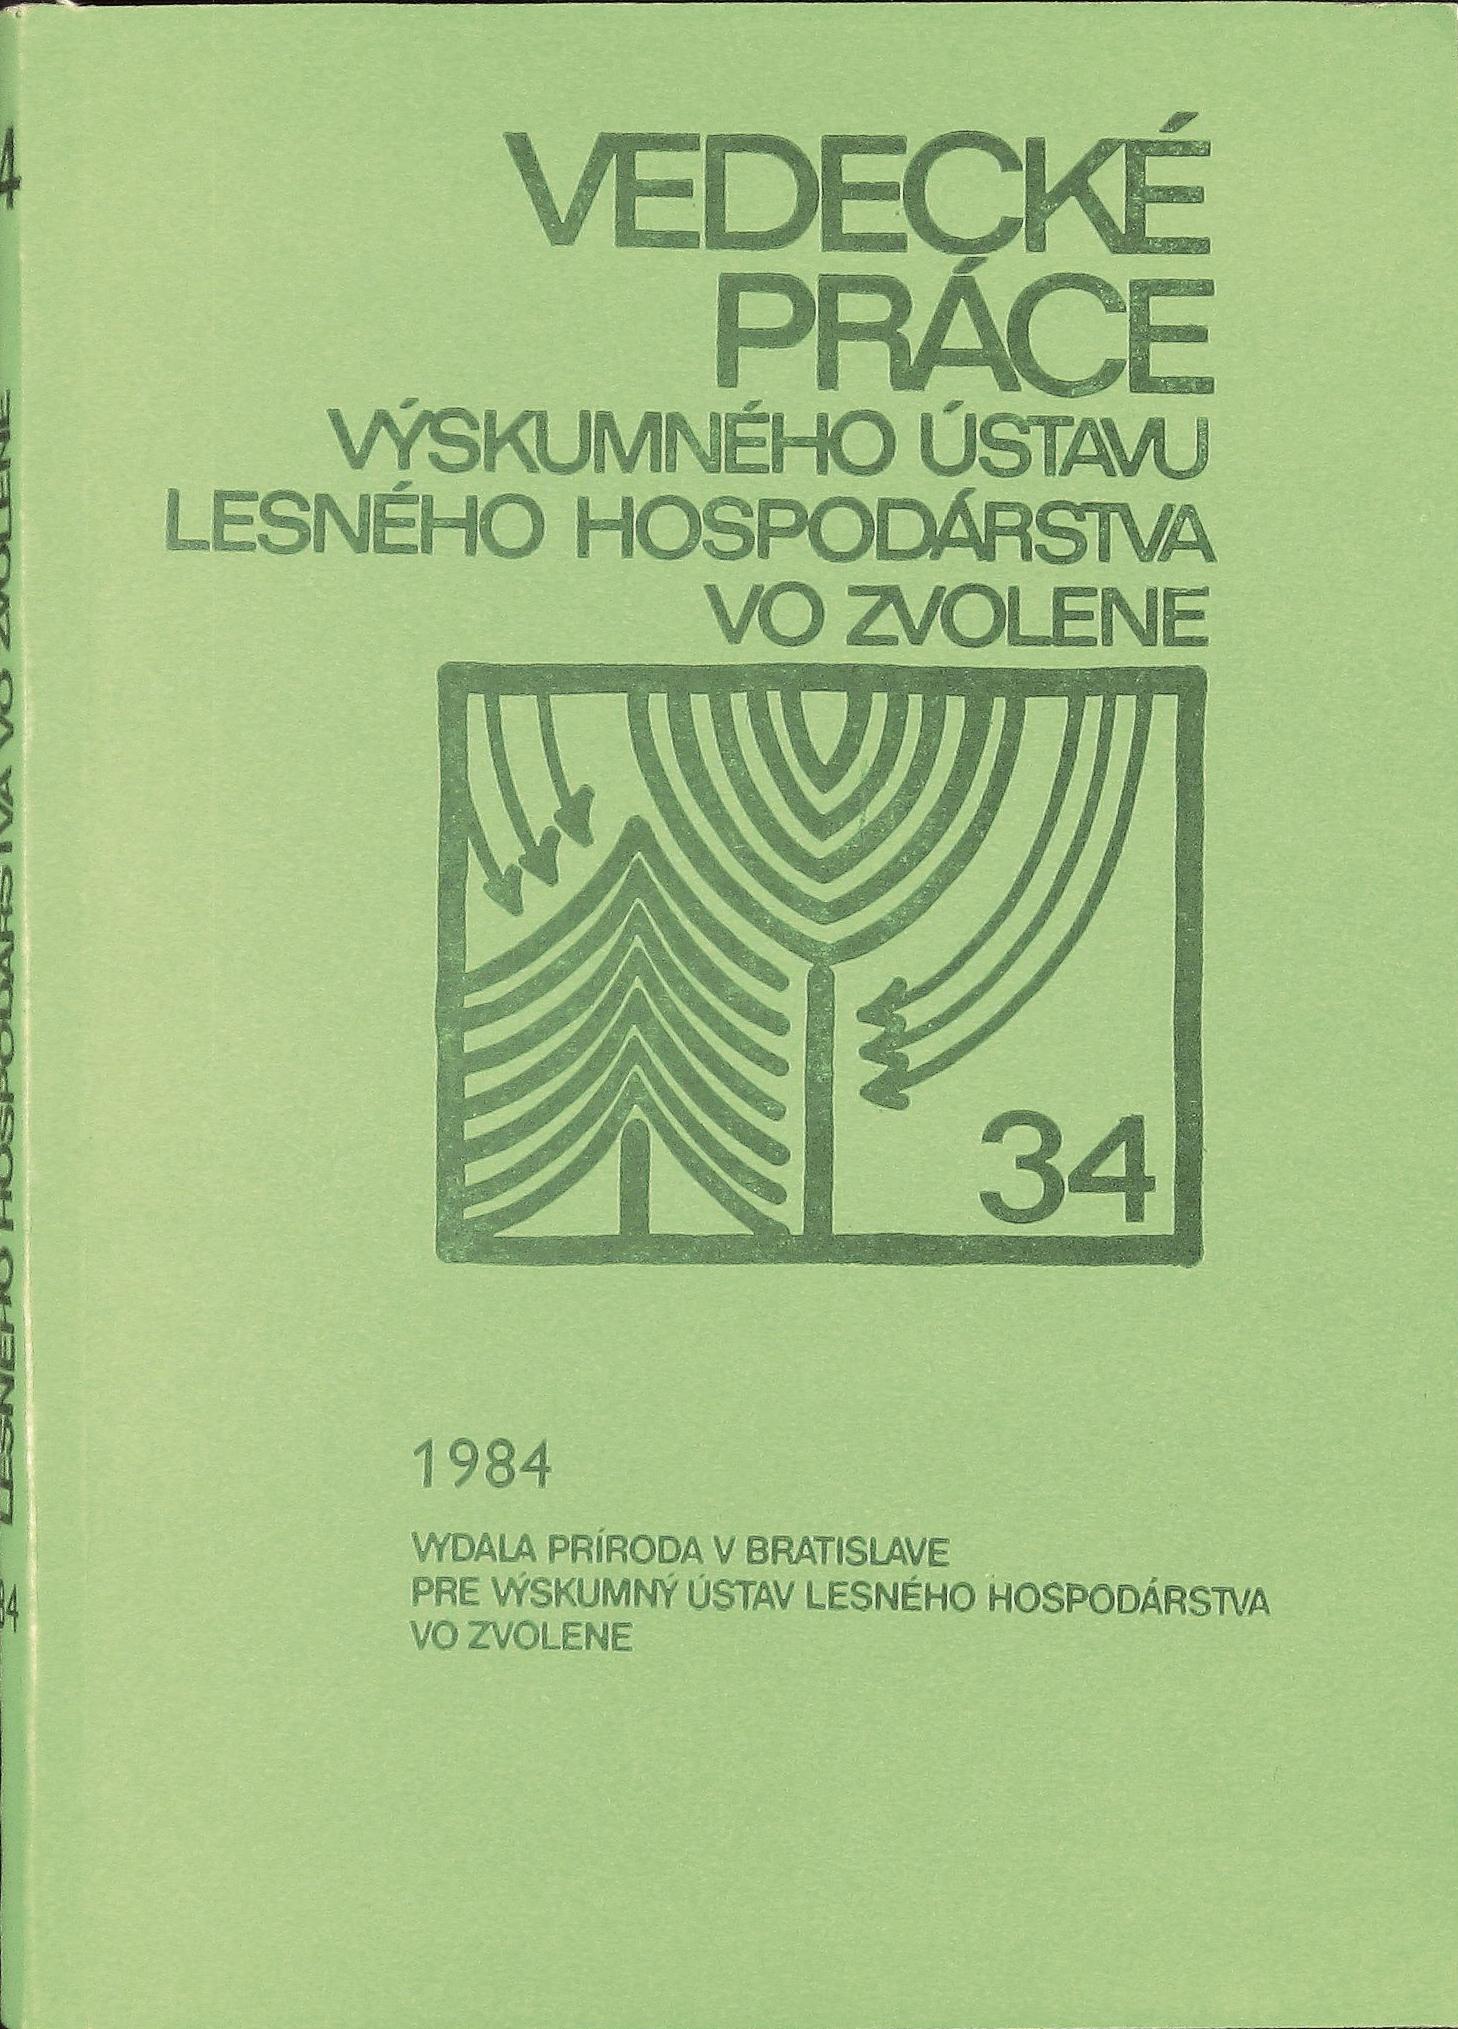 VEDECKÉ
PRÁCE
VÝSKUMNÉHO ÚSTAVU
LESNÉHO HOSPODÁRSTVA
VO ZVOLENE
34
1984
VYDALA PRÍRODA V BRATISLAVE
PRE VÝSKUMNÝ ÚSTAV LESNÉHO HOSPODÁRSTVA
VO ZVOLENE
LESNÉHO HOSPODÁRSTVA VO ZVOLENE